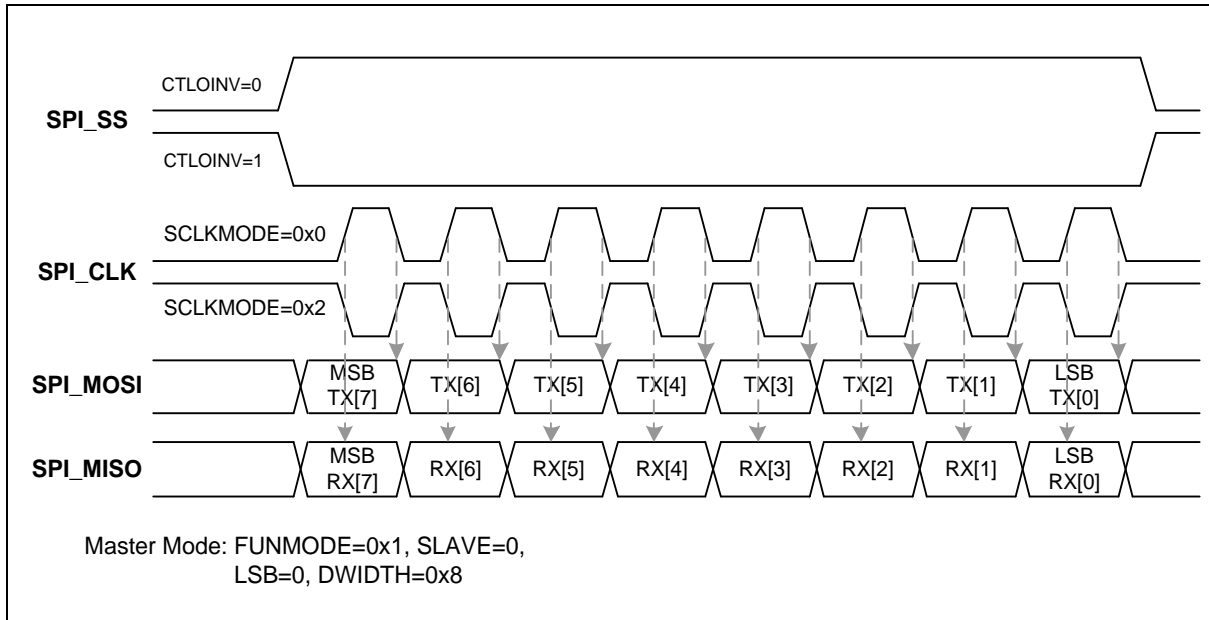 CTLOINV=0
SPI_SS
CTLOINV=1
SCLKMODE=0x0
SPI_CLK
SCLKMODE=0x2
SPI_MOSI
MSB TX[6] TX[5] TX[4] TX[3] TX[2] TX[1] LSB
TX[7] TX[0]
SPI_MISO
MSB RX[6] RX[5] RX[4] RX[3] RX[2] RX[1] LSB
RX[7] RX[0]
Master Mode: FUNMODE=0x1, SLAVE=0,
LSB=0, DWIDTH=0x8